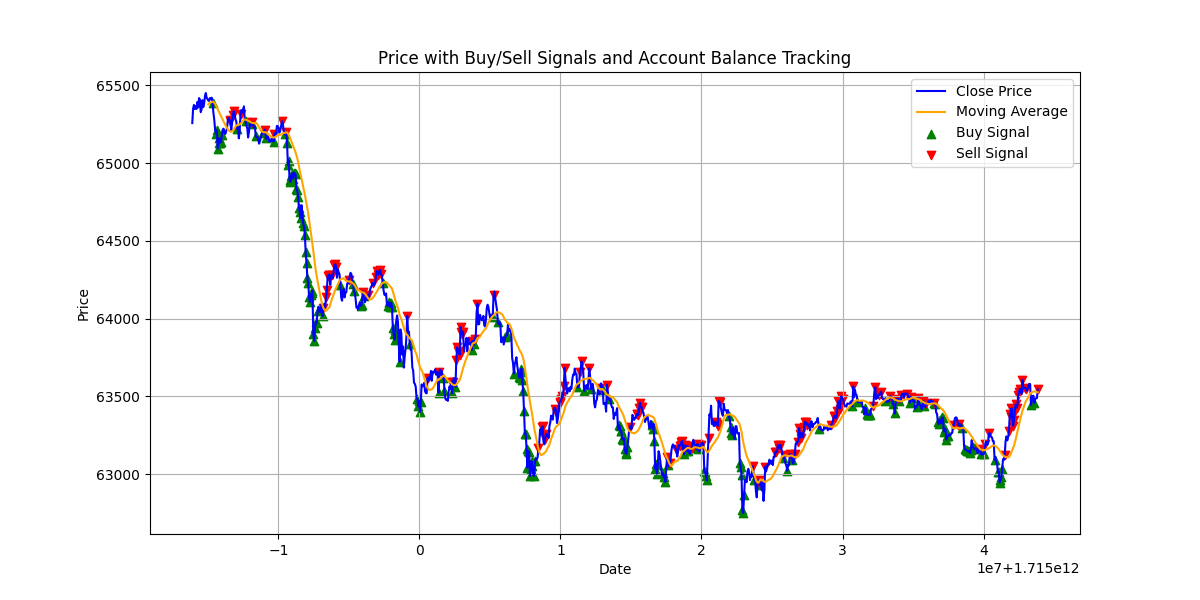 Price with Buy/Sell Signals and Account Balance Tracking
65500
65000
64500
64000
63500
63000
Price
Close Price
Moving Average
Buy Signal
Sell Signal
−1 0 1 2 3 4
Date
1e7+1.715e12